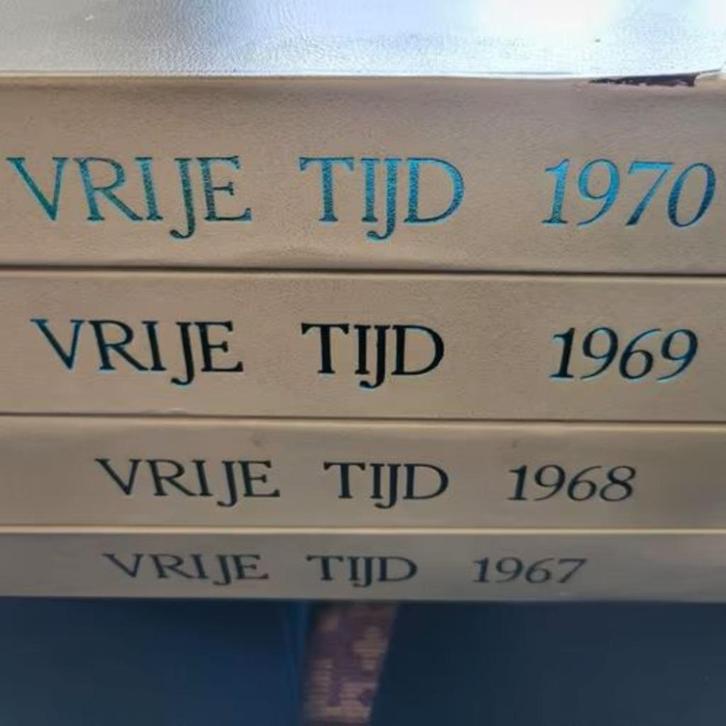 VRIJE TIJD 1970
VRIJE TIJD 1969
VRIJE TIJD 1968
VRIJE TIJD 1967